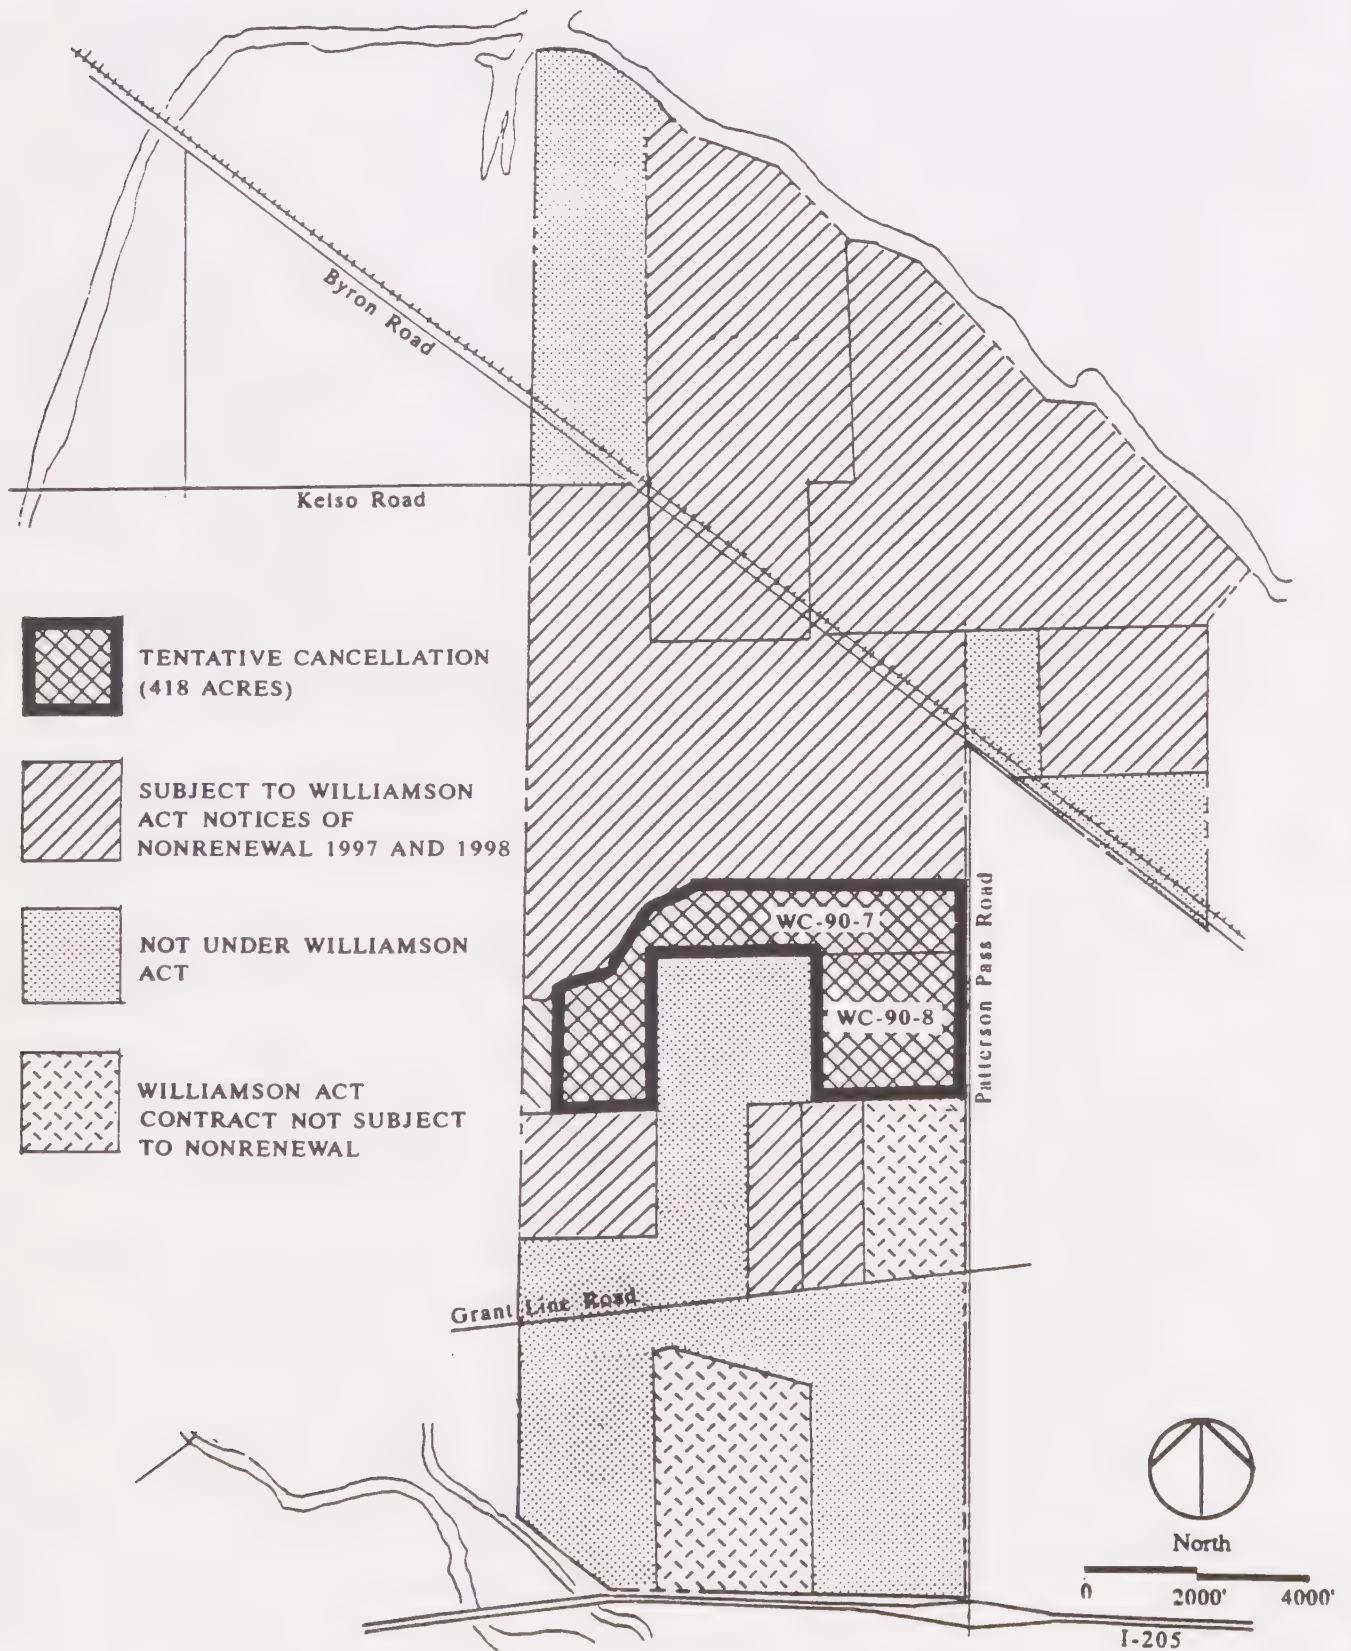 Byron Road
Kelso Road
TENTATIVE CANCELLATION
(418 ACRES)
SUBJECT TO WILLIAMSON
ACT NOTICES OF
NONRENEWAL 1997 AND 1998
NOT UNDER WILLIAMSON
ACT
WILLIAMSON ACT
CONTRACT NOT SUBJECT
TO NONRENEWAL
WC-90-7
WC-90-8
Patterson Pass Road
Grant Line Road
North
0 2000' 4000'
I-205